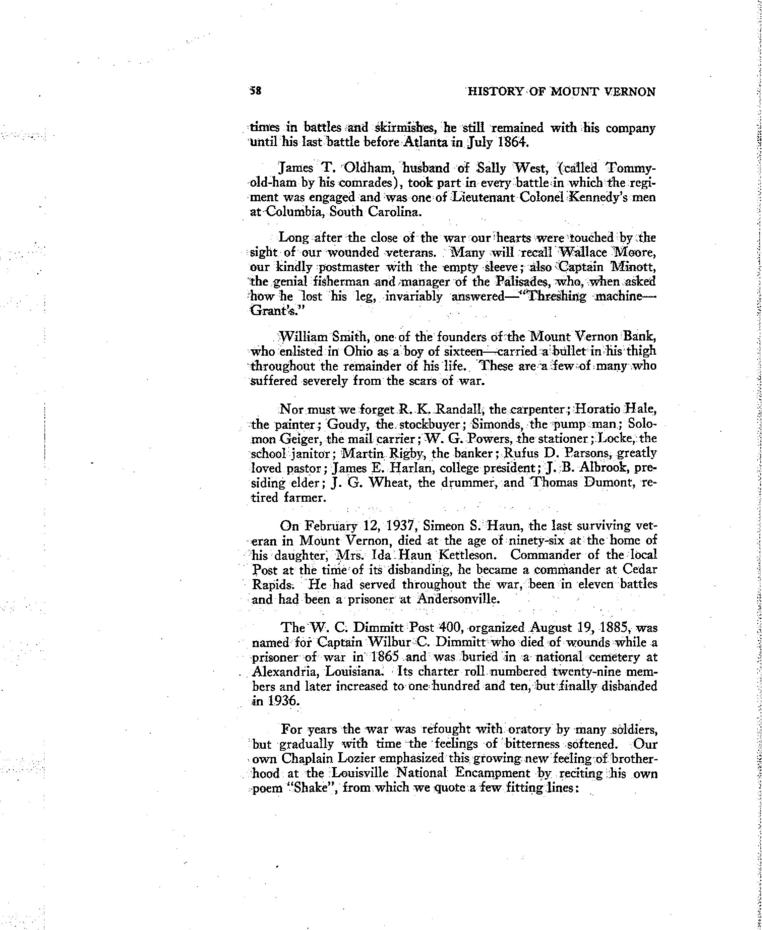 58 HISTORY OF MOUNT VERNON
times in battles and skirmishes, he still remained with his company
until his last battle before Atlanta in July 1864.
James T. Oldham, husband of Sally West, (called Tommy-
old-ham by his comrades), took part in every battle in which the regi-
ment was engaged and was one of Lieutenant Colonel Kennedy's men
at Columbia, South Carolina.
Long after the close of the war our hearts were touched by the
sight of our wounded veterans. Many will recall Wallace Moore,
our kindly postmaster with the empty sleeve; also Captain Minott,
the genial fisherman and manager of the Palisades, who, when asked
how he lost his leg, invariably answered—"Threshing machine—
Grant's."
William Smith, one of the founders of the Mount Vernon Bank,
who enlisted in Ohio as a boy of sixteen—carried a bullet in his thigh
throughout the remainder of his life. These are a few of many who
suffered severely from the scars of war.
Nor must we forget R. K. Randall, the carpenter; Horatio Hale,
the painter; Goudy, the stockbuyer; Simonds, the pump man; Solo-
mon Geiger, the mail carrier; W. G. Powers, the stationer; Locke, the
school janitor; Martin Rigby, the banker; Rufus D. Parsons, greatly
loved pastor; James E. Harlan, college president; J. B. Albrook, pre-
siding elder; J. G. Wheat, the drummer, and Thomas Dumont, re-
tired farmer.
On February 12, 1937, Simeon S. Haun, the last surviving vet-
eran in Mount Vernon, died at the age of ninety-six at the home of
his daughter, Mrs. Ida Haun Kettleson. Commander of the local
Post at the time of its disbanding, he became a commander at Cedar
Rapids. He had served throughout the war, been in eleven battles
and had been a prisoner at Andersonville.
The W. C. Dimmitt Post 400, organized August 19, 1885, was
named for Captain Wilbur C. Dimmitt who died of wounds while a
prisoner of war in 1865 and was buried in a national cemetery at
Alexandria, Louisiana. Its charter roll numbered twenty-nine mem-
bers and later increased to one hundred and ten, but finally disbanded
in 1936.
For years the war was refought with oratory by many soldiers,
but gradually with time the feelings of bitterness softened. Our
own Chaplain Lozier emphasized this growing new feeling of brother-
hood at the Louisville National Encampment by reciting his own
poem "Shake", from which we quote a few fitting lines: